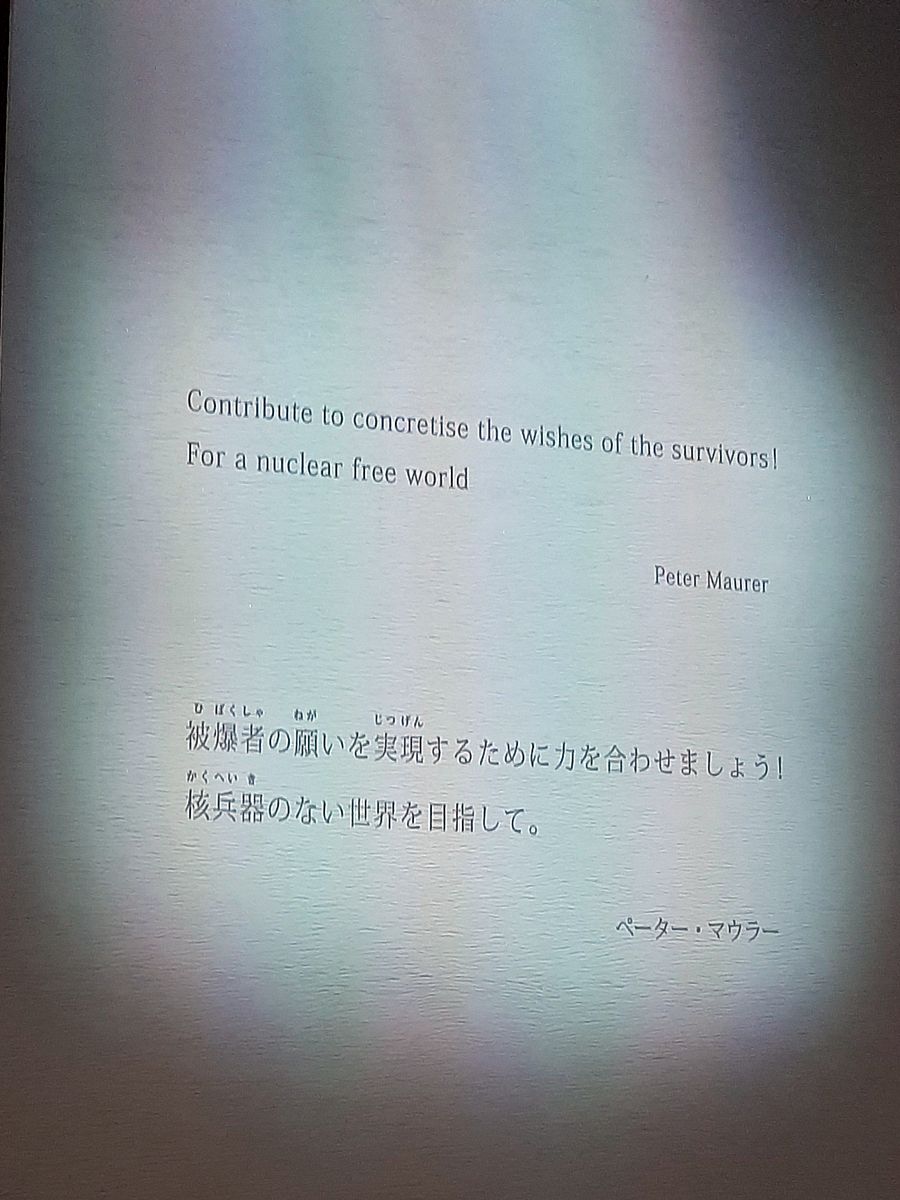 Contribute to concretise the wishes of the survivors!
For a nuclear free world
Peter Maurer
ひばくしゃ ねが じつげん
被爆者の願いを実現するために力を合わせましょう!
かくへいき
核兵器のない世界を目指して。
ペーター・マウラー